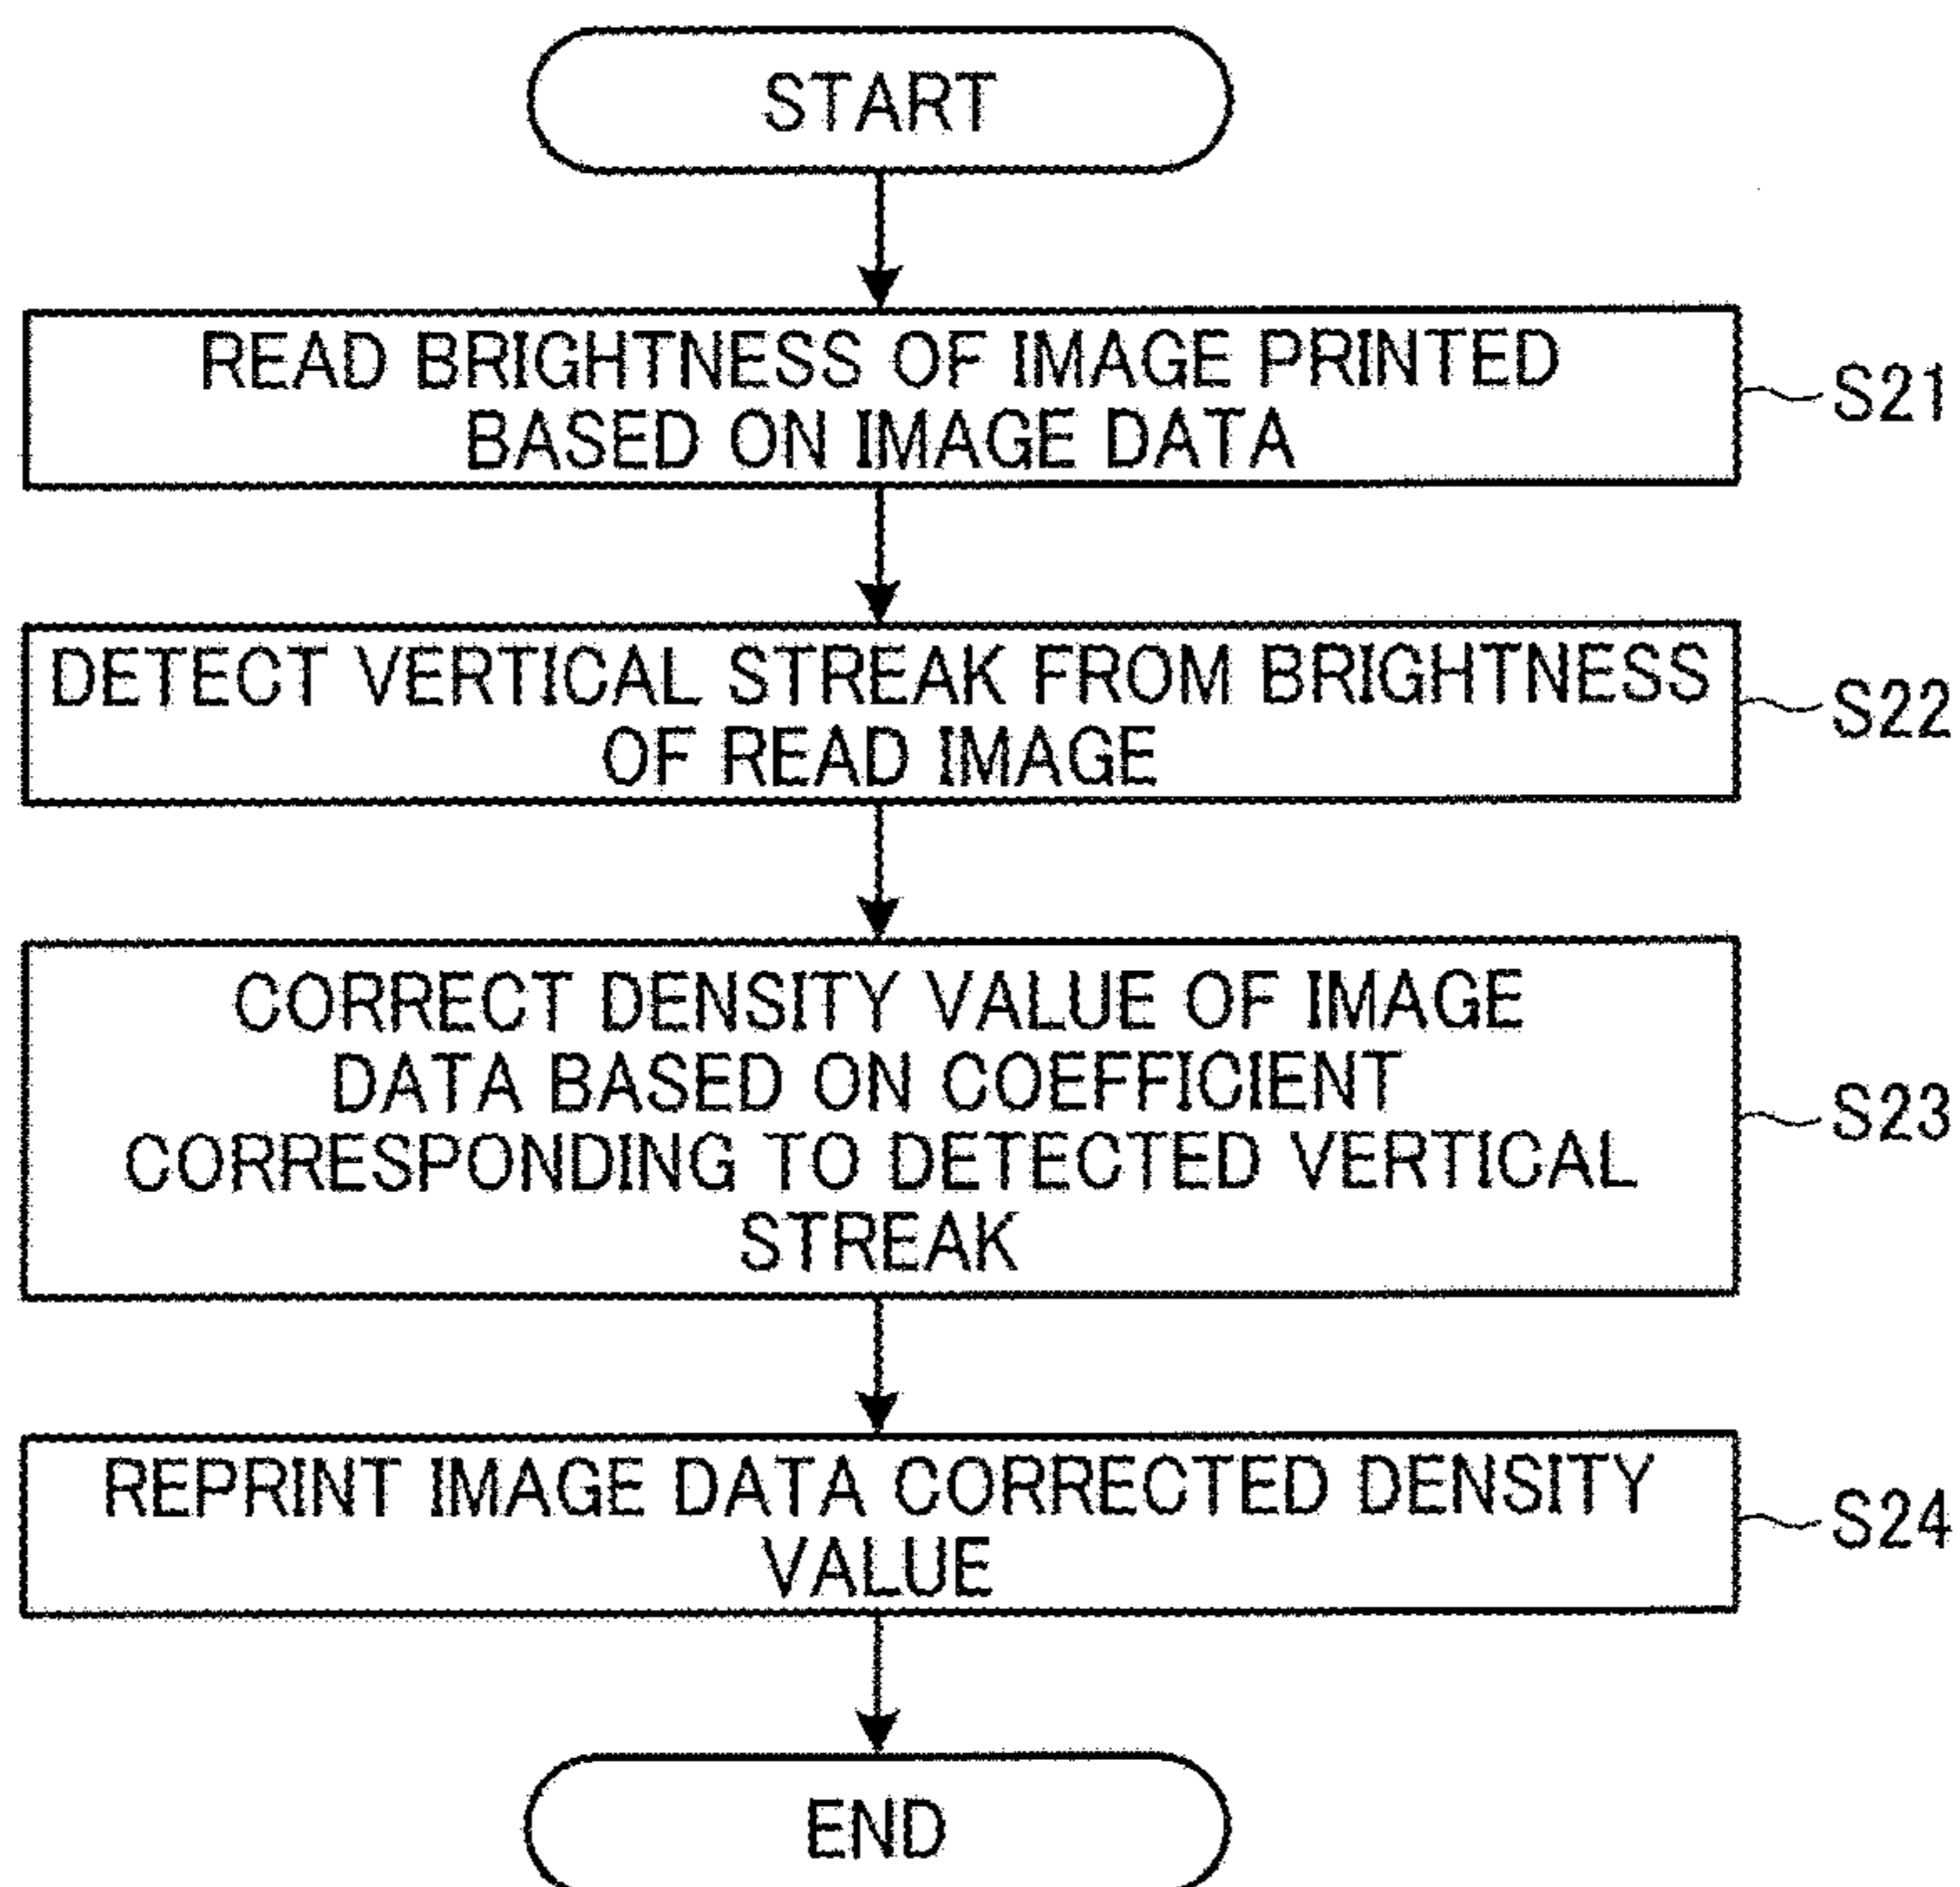 START
READ BRIGHTNESS OF IMAGE PRINTED
BASED ON IMAGE DATA
S21
DETECT VERTICAL STREAK FROM BRIGHTNESS
OF READ IMAGE
S22
CORRECT DENSITY VALUE OF IMAGE
DATA BASED ON COEFFICIENT
CORRESPONDING TO DETECTED VERTICAL
STREAK
S23
REPRINT IMAGE DATA CORRECTED DENSITY
VALUE
S24
END